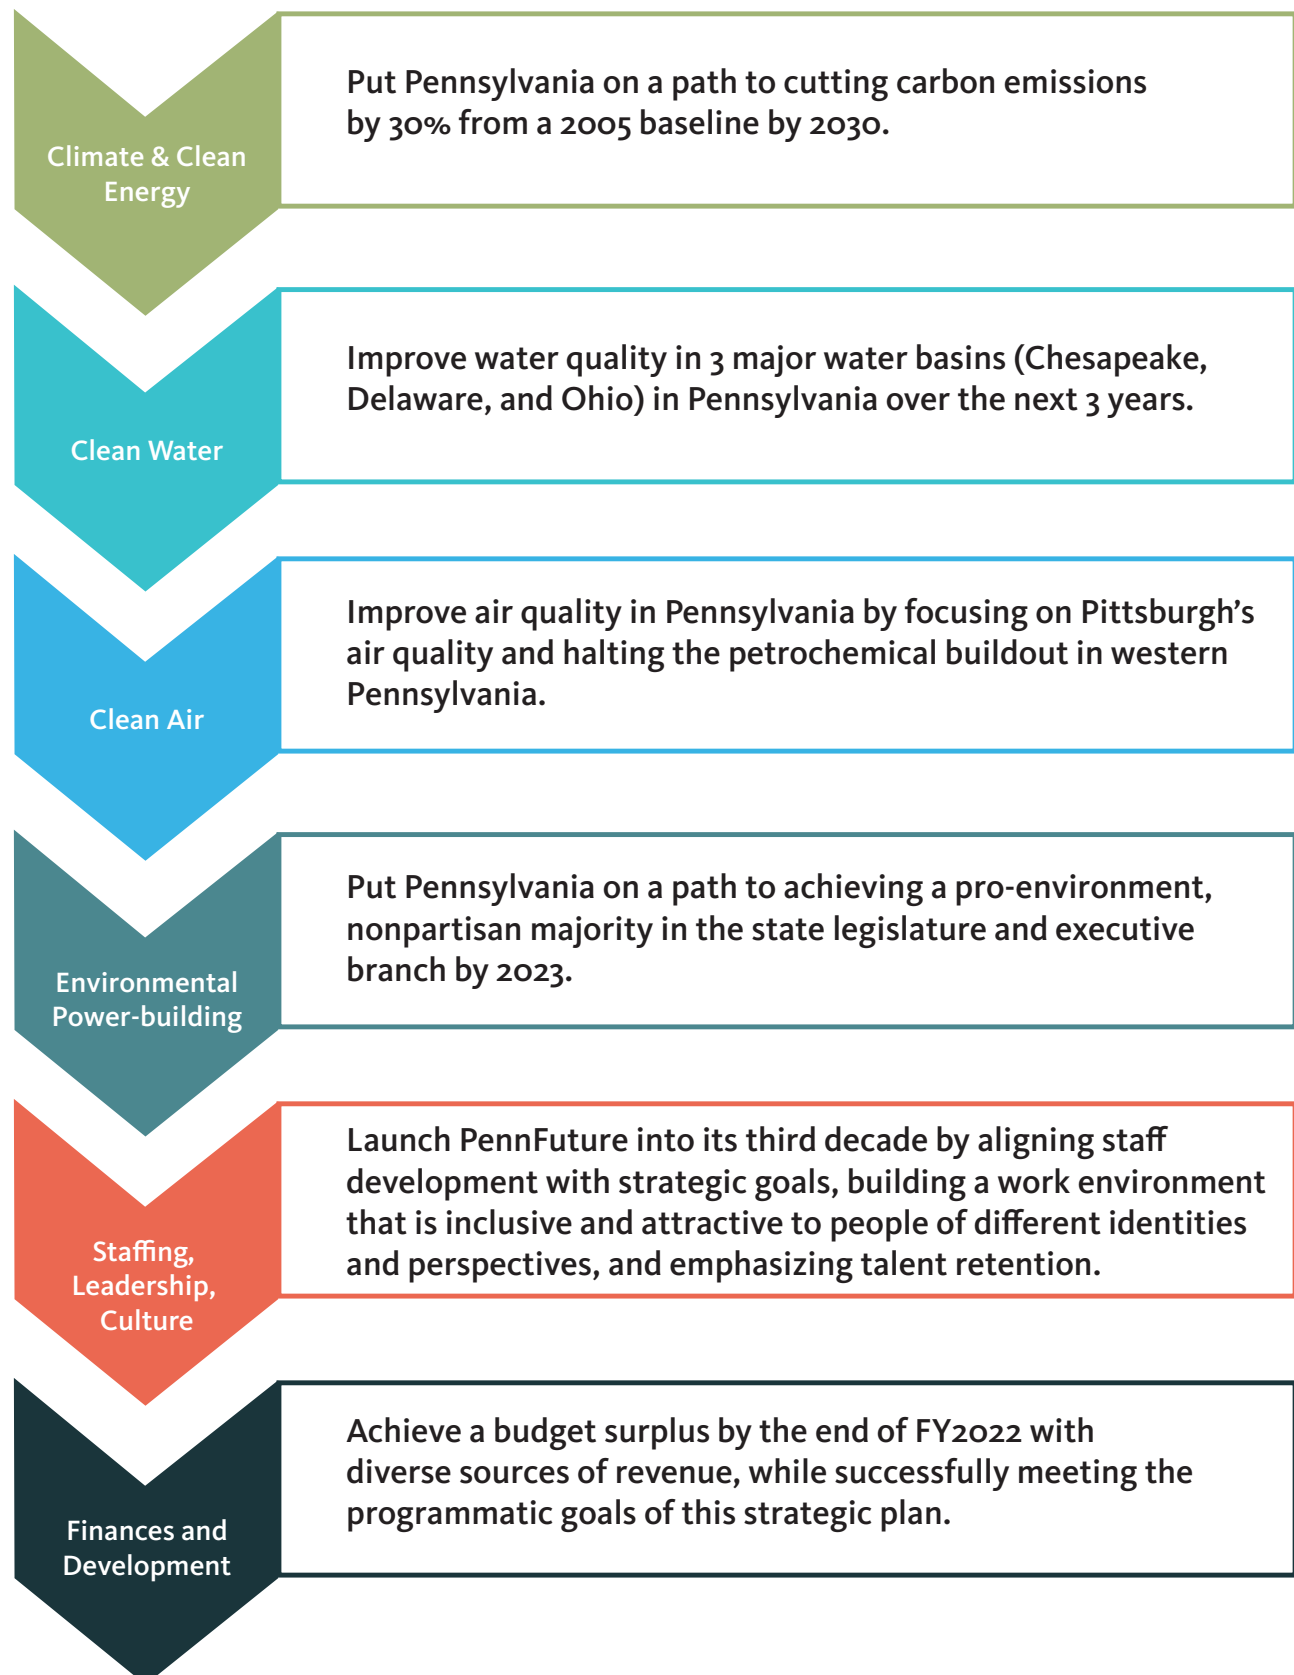 Climate & Clean
Energy
Put Pennsylvania on a path to cutting carbon emissions
by 30% from a 2005 baseline by 2030.
Clean Water
Improve water quality in 3 major water basins (Chesapeake,
Delaware, and Ohio) in Pennsylvania over the next 3 years.
Clean Air
Improve air quality in Pennsylvania by focusing on Pittsburgh’s
air quality and halting the petrochemical buildout in western
Pennsylvania.
Environmental
Power-building
Put Pennsylvania on a path to achieving a pro-environment,
nonpartisan majority in the state legislature and executive
branch by 2023.
Staffing,
Leadership,
Culture
Launch PennFuture into its third decade by aligning staff
development with strategic goals, building a work environment
that is inclusive and attractive to people of different identities
and perspectives, and emphasizing talent retention.
Finances and
Development
Achieve a budget surplus by the end of FY2022 with
diverse sources of revenue, while successfully meeting the
programmatic goals of this strategic plan.